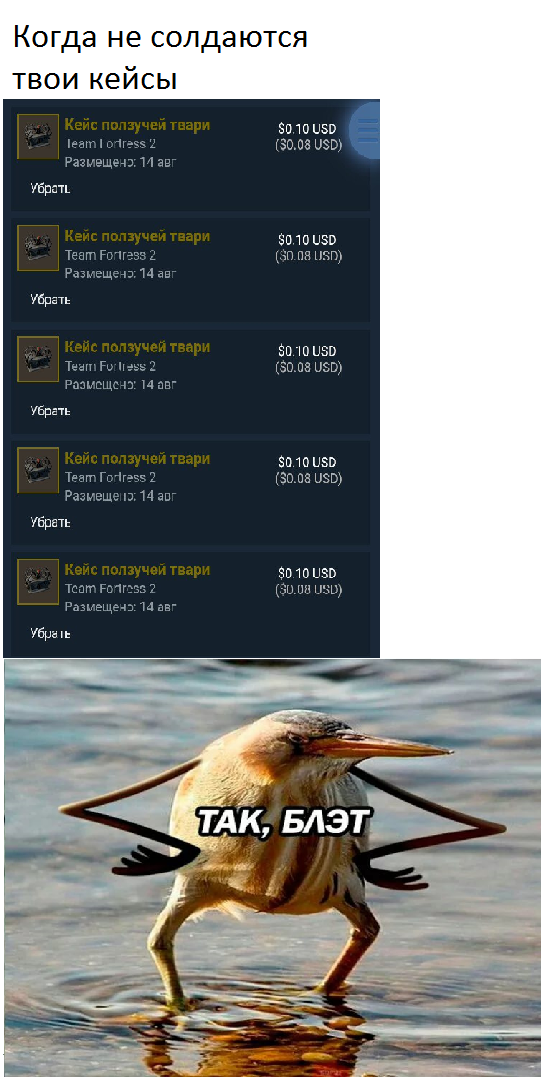 Когда не солдаются
твои кейсы
Кейс ползучей твари
$0.10 USD
Team Fortress 2
($0.08 USD)
Размещено: 14 авг
Убрать
Кейс ползучей твари
$0.10 USD
Team Fortress 2
($0.08 USD)
Размещено: 14 авг
Убрать
Кейс ползучей твари
$0.10 USD
Team Fortress 2
($0.08 USD)
Размещено: 14 авг
Убрать
Кейс ползучей твари
$0.10 USD
Team Fortress 2
($0.08 USD)
Размещено: 14 авг
Убрать
Кейс ползучей твари
$0.10 USD
Team Fortress 2
($0.08 USD)
Размещено: 14 авг
Убрать
ТАК, БЛЭТ